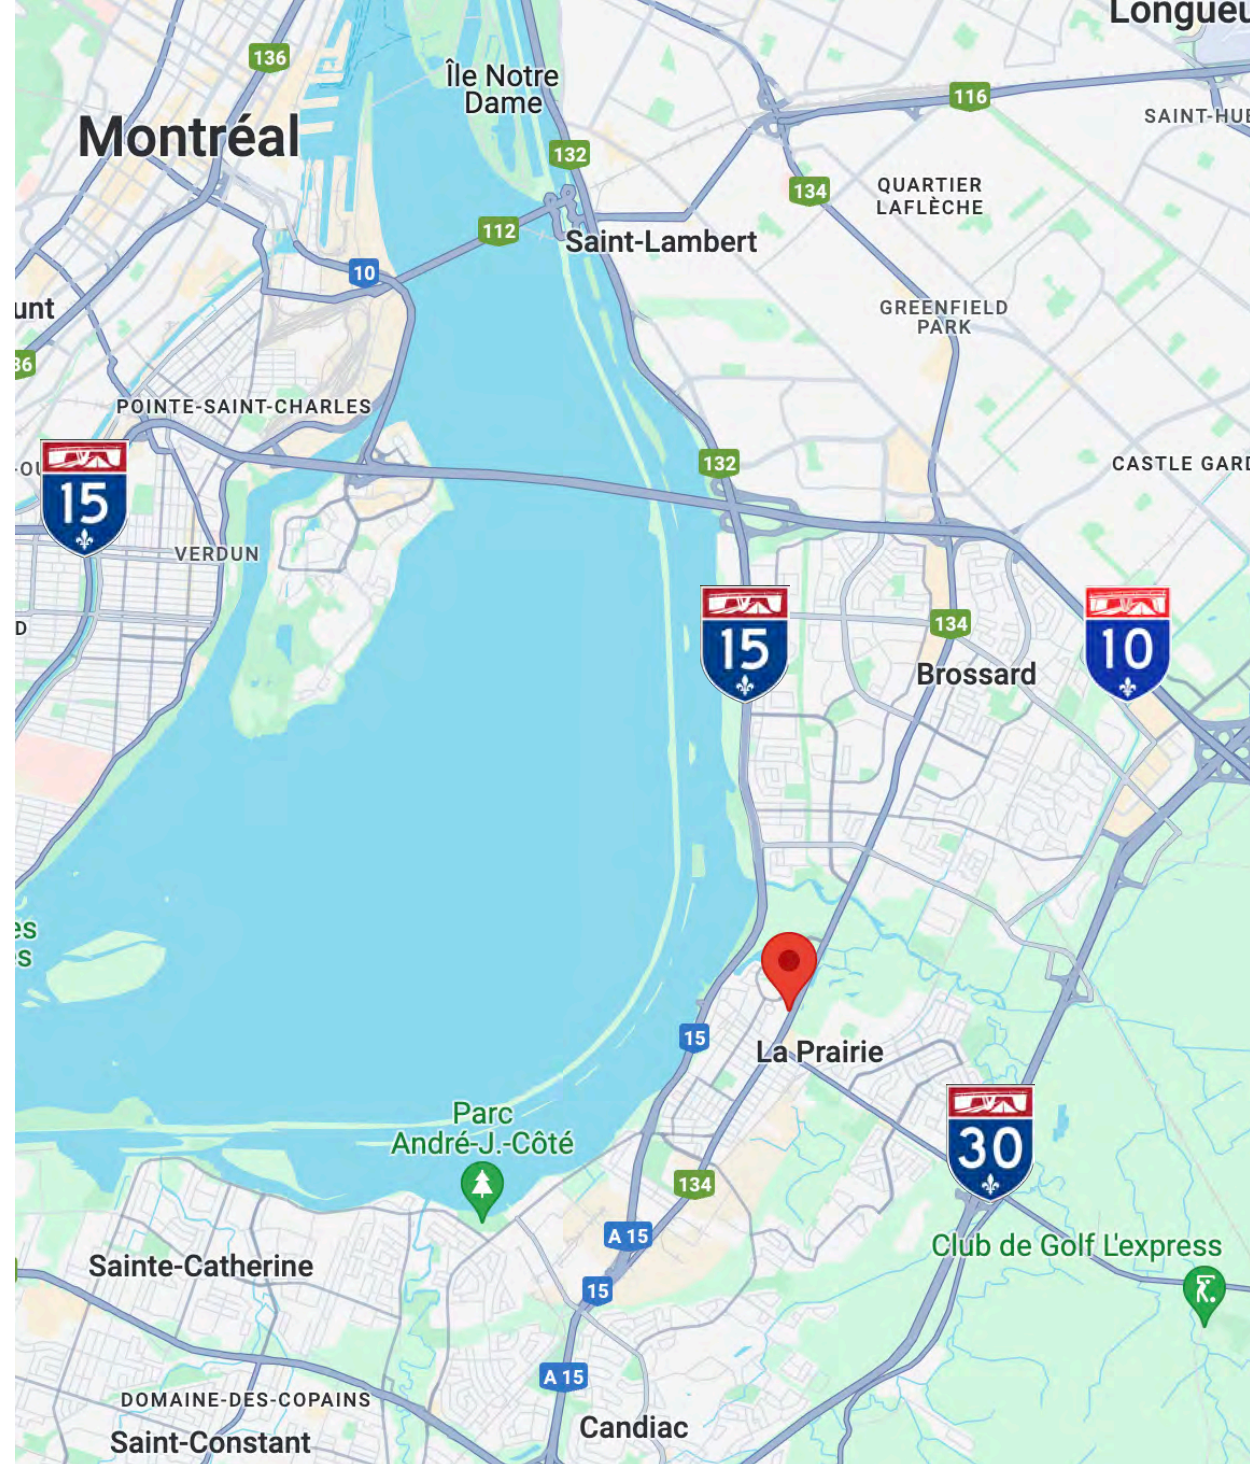 Longueu
136
Île Notre
Dame
116
SAINT-HUE
Montréal
132
134
QUARTIER
LAFLÈCHE
112
Saint-Lambert
10
unt
GREENFIELD
PARK
36
POINTE-SAINT-CHARLES
132
CASTLE GARD
-OU
15
VERDUN
D
15
134
10
Brossard
es
s
15
La Prairie
Parc
André-J.-Côté
30
134
A 15
Club de Golf L'express
Sainte-Catherine
15
A 15
DOMAINE-DES-COPAINS
Candiac
Saint-Constant